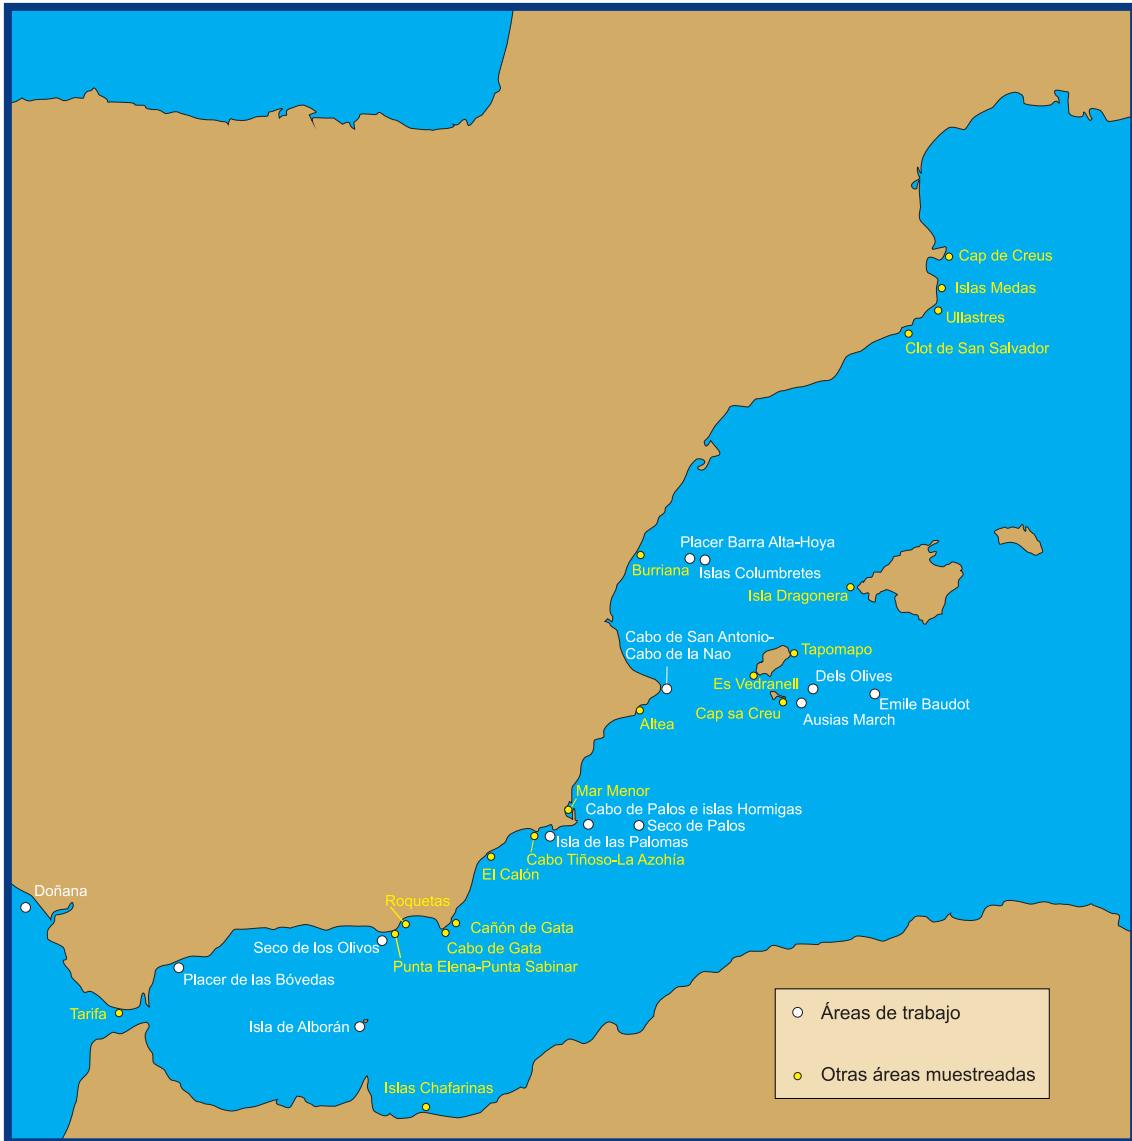 Cap de Creus
Islas Medas
Ullastres
Clot de San Salvador
Placer Barra Alta-Hoya
Burriana
Islas Columbretes
Isla Dragonera
Cabo de San Antonio-
Cabo de la Nao
Tapomapo
Dels Olives
Es Vedranell
Emile Baudot
Cap sa Creu
Ausias March
Altea
Mar Menor
Cabo de Palos e islas Hormigas
Seco de Palos
Isla de las Palomas
Cabo Tiñoso-La Azohía
El Calón
Doñana
Roquetas
Cañón de Gata
Seco de los Olivos
Cabo de Gata
Punta Elena-Punta Sabinar
Placer de las Bóvedas
Tarifa
Isla de Alborán
Islas Chafarinas
Áreas de trabajo
Otras áreas muestreadas